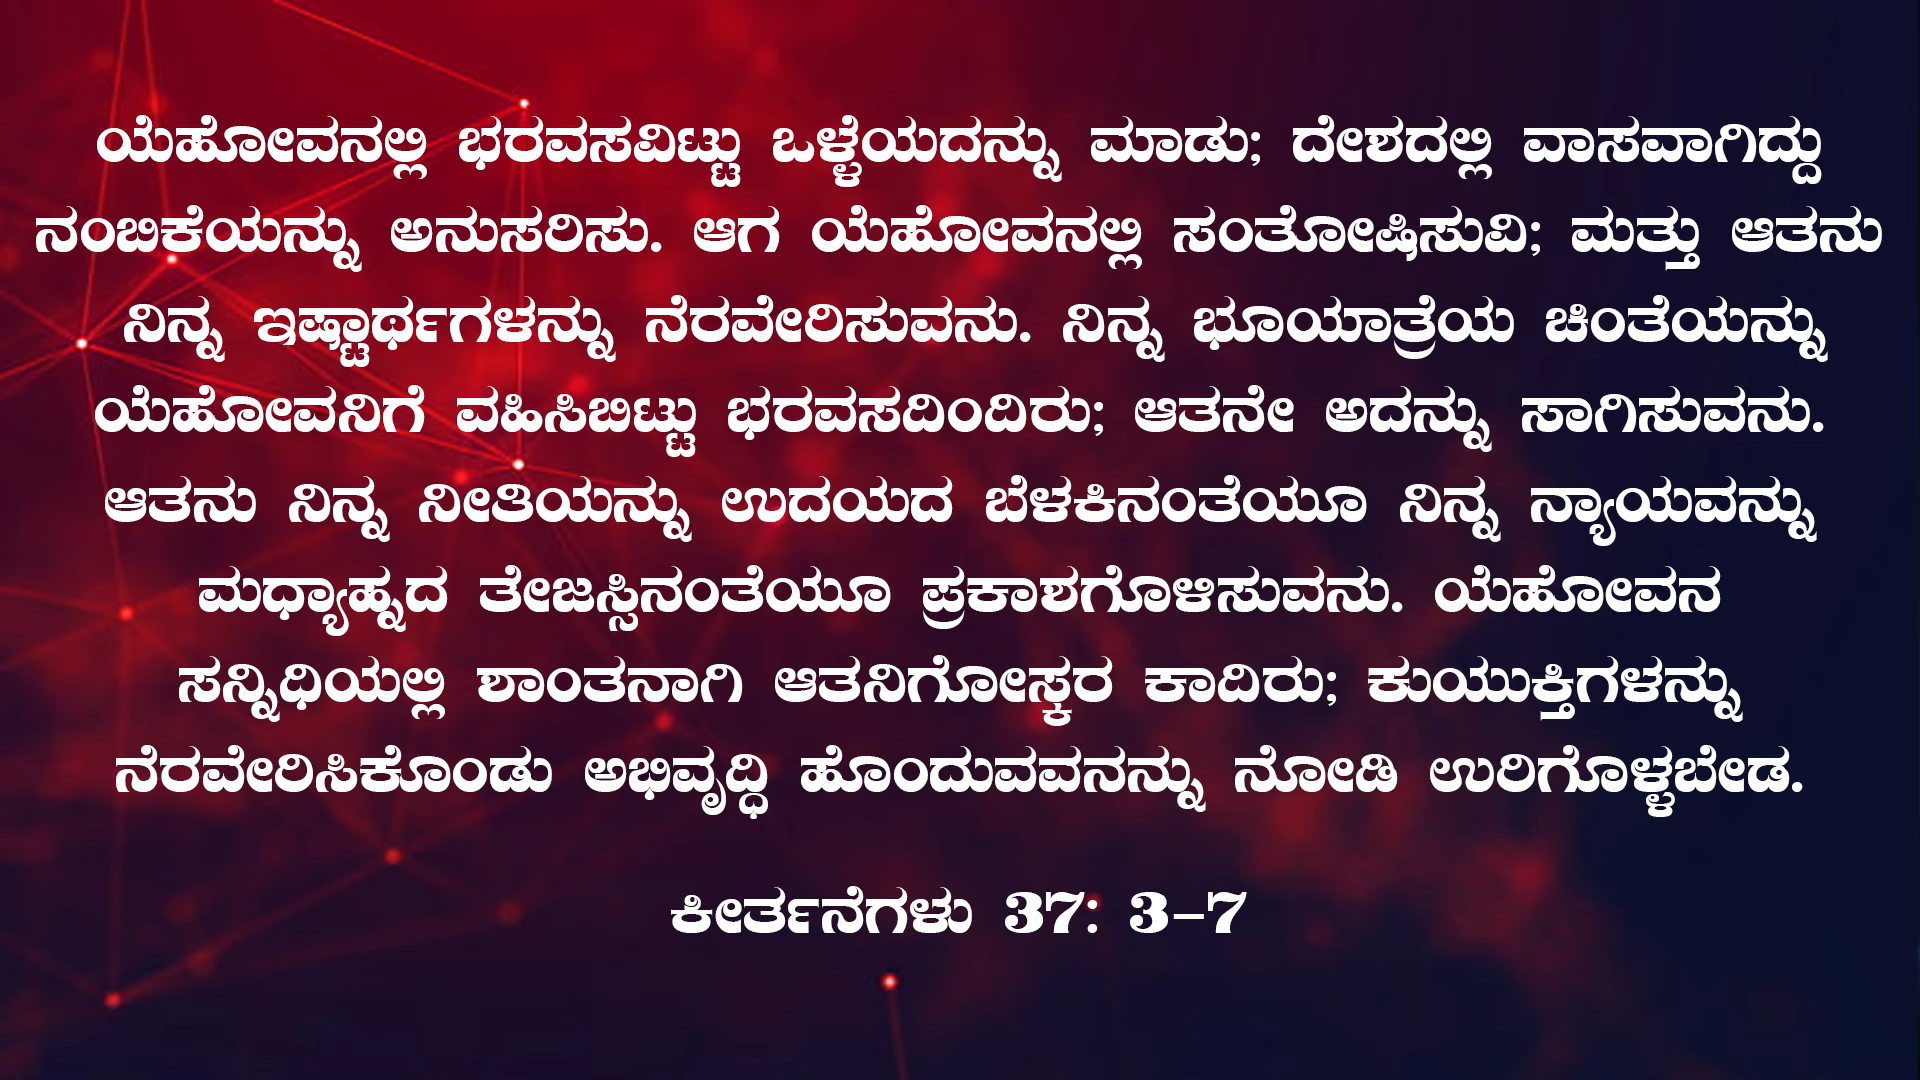 ಯೆಹೋವನಲ್ಲಿ ಭರವಸವಿಟ್ಟು ಒಳ್ಳೆಯದನ್ನು ಮಾಡು; ದೇಶದಲ್ಲಿ ವಾಸವಾಗಿದ್ದು
ನಂಬಿಕೆಯನ್ನು ಅನುಸರಿಸು. ಆಗ ಯೆಹೋವನಲ್ಲಿ ಸಂತೋಷಿಸುವಿ; ಮತ್ತು ಆತನು
ನಿನ್ನ ಇಷ್ಟಾರ್ಥಗಳನ್ನು ನೆರವೇರಿಸುವನು. ನಿನ್ನ ಭೂಯಾತ್ರೆಯ ಚಿಂತೆಯನ್ನು
ಯೆಹೋವನಿಗೆ ವಹಿಸಿಬಿಟ್ಟು ಭರವಸದಿಂದಿರು; ಆತನೇ ಅದನ್ನು ಸಾಗಿಸುವನು.
ಆತನು ನಿನ್ನ ನೀತಿಯನ್ನು ಉದಯದ ಬೆಳಕಿನಂತೆಯೂ ನಿನ್ನ ನ್ಯಾಯವನ್ನು
ಮಧ್ಯಾಹ್ನದ ತೇಜಸ್ಸಿನಂತೆಯೂ ಪ್ರಕಾಶಗೊಳಿಸುವನು. ಯೆಹೋವನ
ಸನ್ನಿಧಿಯಲ್ಲಿ ಶಾಂತನಾಗಿ ಆತನಿಗೋಸ್ಕರ ಕಾದಿರು; ಕುಯುಕ್ತಿಗಳನ್ನು
ನೆರವೇರಿಸಿಕೊಂಡು ಅಭಿವೃದ್ಧಿ ಹೊಂದುವವನನ್ನು ನೋಡಿ ಉರಿಗೊಳ್ಳಬೇಡ.
ಕೀರ್ತನೆಗಳು 37: 3-7